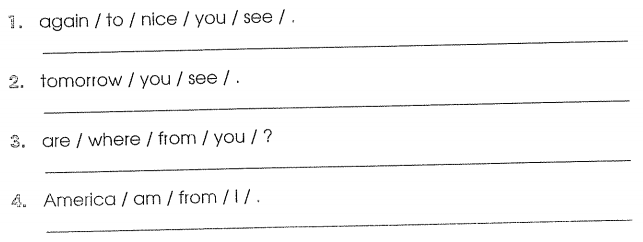 1. again / to / nice / you / see / .
2. tomorrow / you / see / .
3. are / where / from / you / ?
4. America / am / from / I / .